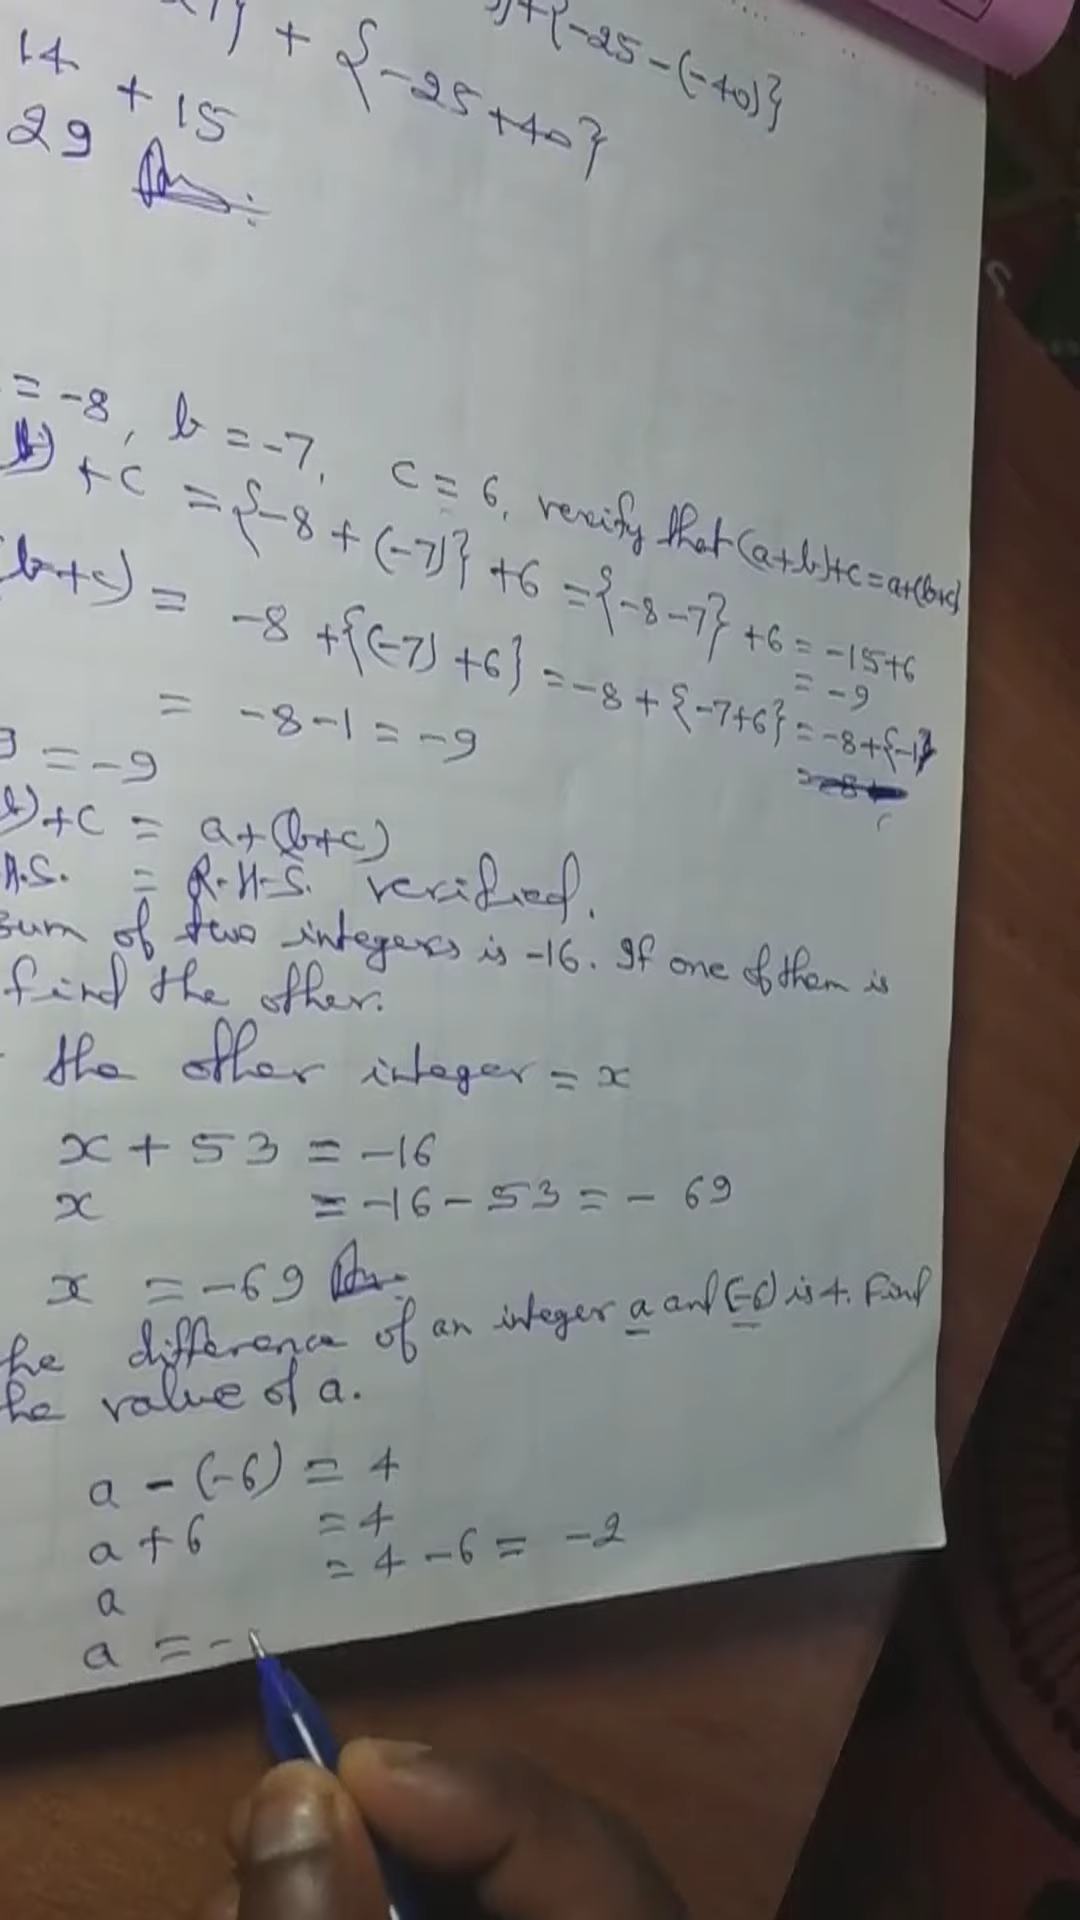 +{-25-(-40)}
+ {-25+40}
14 + 15
29 Ans.
= -8, b = -7, c = 6, verify that (a+b)+c=a+(b+c)
b) + c = {-8 + (-7)} +6 = {-8-7} +6 = -15+6
= -9
(b+c) = -8 + {(-7) +6} = -8 + {-7+6} = -8+{-1}
= -8-1 = -9
9 = -9
b)+c = a+(b+c)
H.S. = R.H.S. verified.
sum of two integers is -16. If one of them is
find the other.
the other integer = x
x + 53 = -16
x = -16 - 53 = - 69
x = -69 Ans.
he difference of an integer a and (-6) is 4. Find
he value of a.
a - (-6) = 4
a + 6 = 4
a = 4 - 6 = -2
a = -